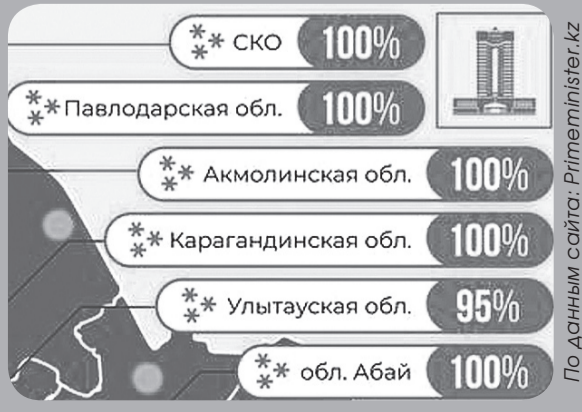 СКО 100%
Павлодарская обл. 100%
Акмолинская обл. 100%
Карагандинская обл. 100%
Улытауская обл. 95%
обл. Абай 100%
По данным сайта: Primeminister.kz